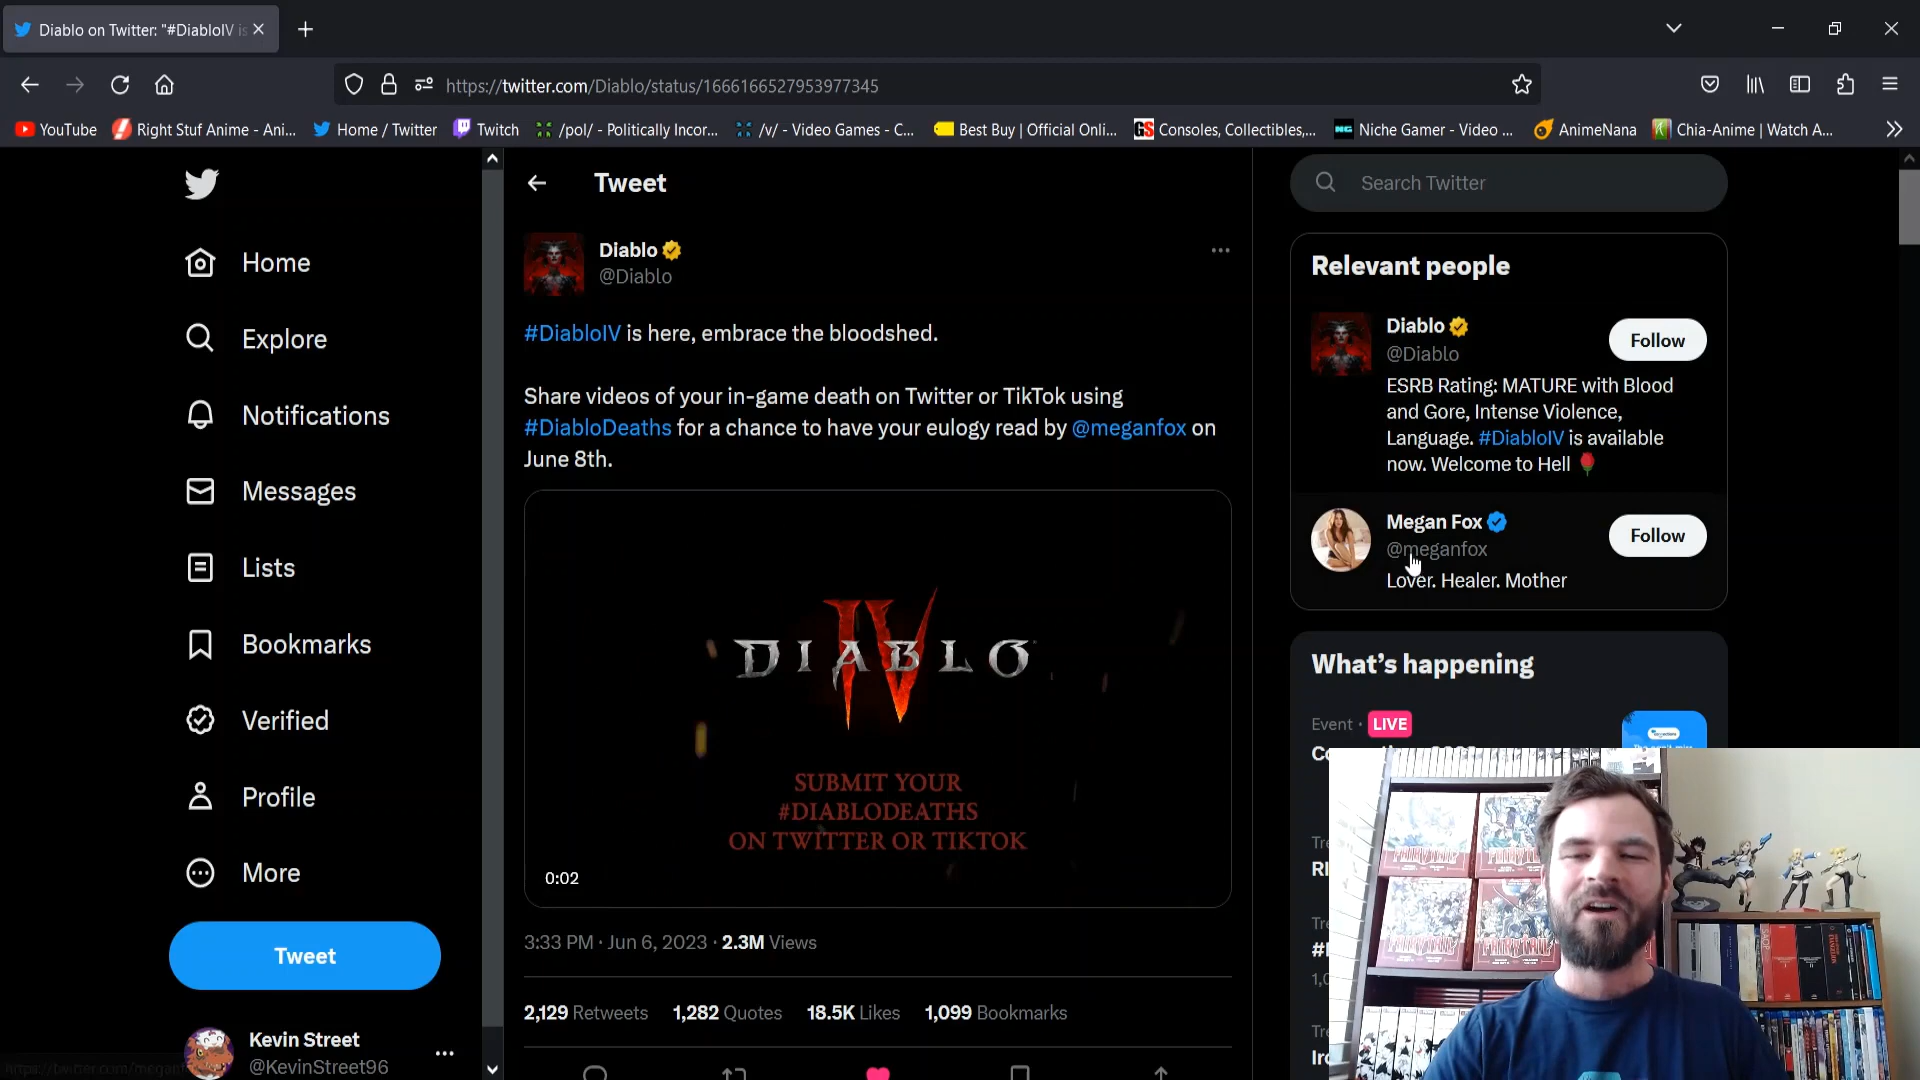 Diablo on Twitter: "#DiabloIV is
https://twitter.com/Diablo/status/1666166527953977345
YouTube
Right Stuf Anime - Ani...
Home / Twitter
Twitch
/pol/ - Politically Incor...
/v/ - Video Games - C...
Best Buy | Official Onli...
Consoles, Collectibles,...
Niche Gamer - Video ...
AnimeNana
Chia-Anime | Watch A...
Home
Explore
Notifications
Messages
Lists
Bookmarks
Verified
Profile
More
Tweet
Kevin Street
@KevinStreet96
Tweet
Diablo
@Diablo
#DiabloIV is here, embrace the bloodshed.
Share videos of your in-game death on Twitter or TikTok using
#DiabloDeaths for a chance to have your eulogy read by @meganfox on
June 8th.
DIABLO
IV
SUBMIT YOUR
#DIABLODEATHS
ON TWITTER OR TIKTOK
0:02
3:33 PM · Jun 6, 2023 · 2.3M Views
2,129 Retweets 1,282 Quotes 18.5K Likes 1,099 Bookmarks
Search Twitter
Relevant people
Diablo
@Diablo
Follow
ESRB Rating: MATURE with Blood
and Gore, Intense Violence,
Language. #DiabloIV is available
now. Welcome to Hell
Megan Fox
@meganfox
Follow
Lover. Healer. Mother
What's happening
Event · LIVE